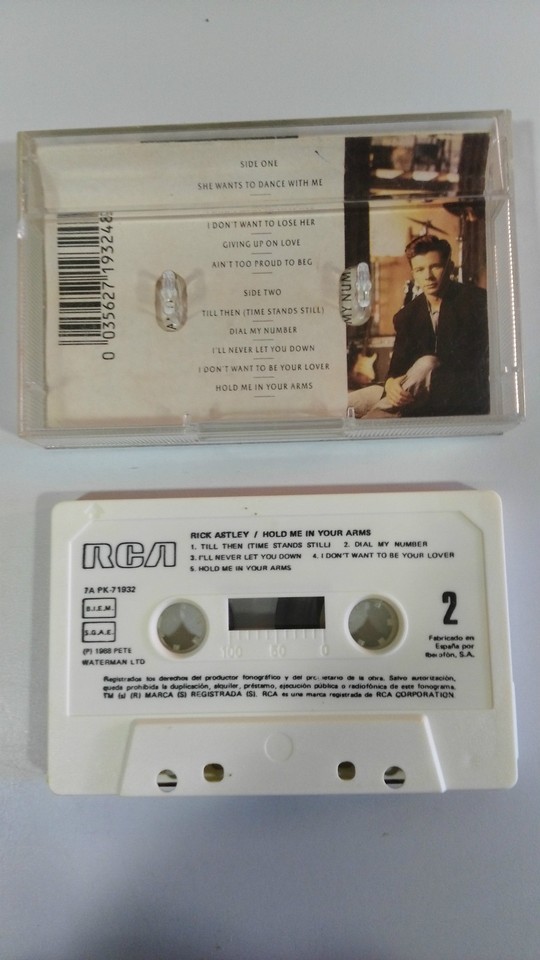 SIDE ONE
SHE WANTS TO DANCE WITH ME
I DON'T WANT TO LOSE HER
GIVING UP ON LOVE
AIN'T TOO PROUD TO BEG
SIDE TWO
TILL THEN (TIME STANDS STILL)
DIAL MY NUMBER
I'LL NEVER LET YOU DOWN
I DON'T WANT TO BE YOUR LOVER
HOLD ME IN YOUR ARMS
0 035627 193248
MY NUM
RCA
RICK ASTLEY / HOLD ME IN YOUR ARMS
1. TILL THEN (TIME STANDS STILL) 2. DIAL MY NUMBER
3. I'LL NEVER LET YOU DOWN 4. I DON'T WANT TO BE YOUR LOVER
5. HOLD ME IN YOUR ARMS
7A PK-71932
B.I.E.M.
S.G.A.E.
(P) 1988 PETE
WATERMAN LTD
100 50 0
2
Fabricado en
España por
Iberofón, S.A.
Registrados los derechos del productor fonográfico y del propietario de la obra. Salvo autorización,
queda prohibida la duplicación, alquiler, préstamo, ejecución pública o radiofónica de este fonograma.
TM (s) (R) MARCA (S) REGISTRADA (S). RCA es una marca registrada de RCA CORPORATION